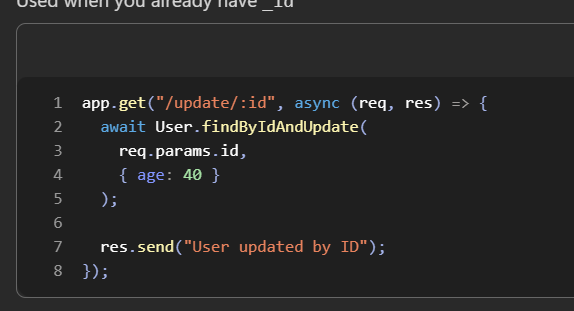 Used when you already have _id
1 app.get("/update/:id", async (req, res) => {
2   await User.findByIdAndUpdate(
3     req.params.id,
4     { age: 40 }
5   );
6
7   res.send("User updated by ID");
8 });